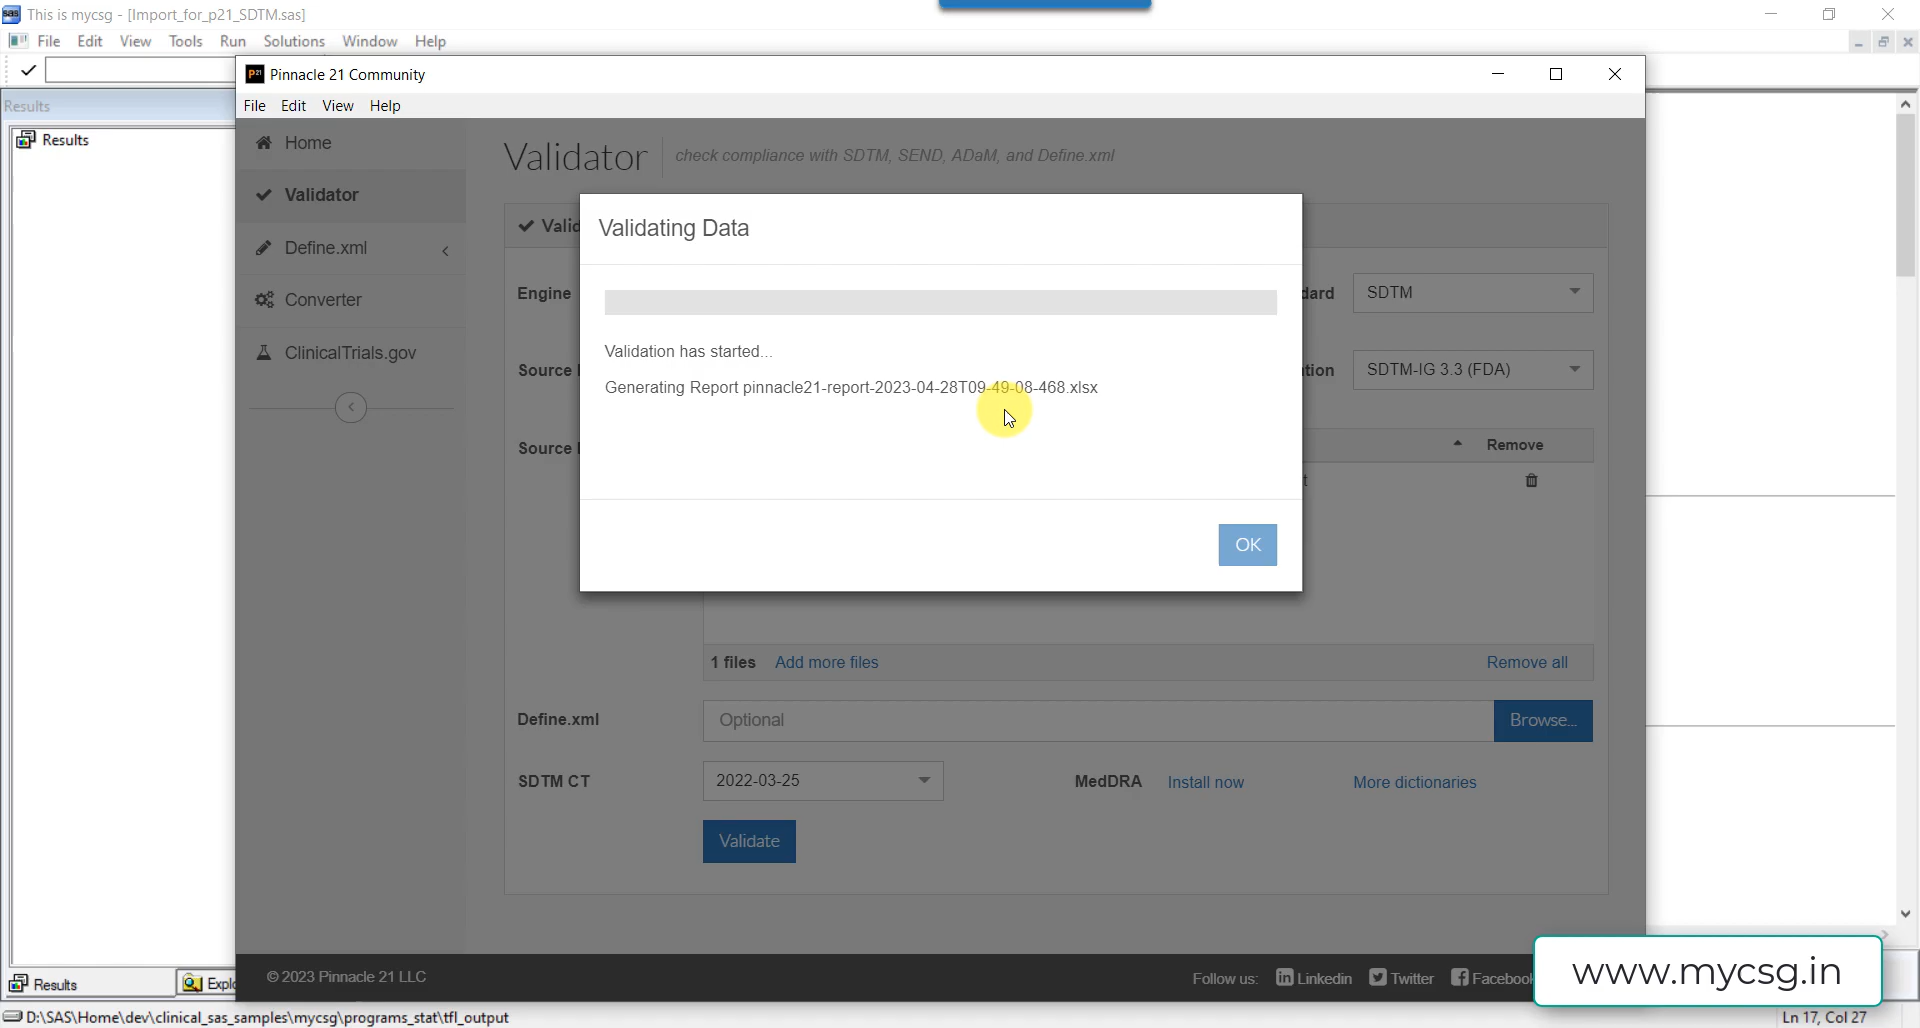 This is mycsg - [Import_for_p21_SDTM.sas]
File Edit View Tools Run Solutions Window Help
P21 Pinnacle 21 Community
File Edit View Help
Results
Results
Home
Validator
Define.xml
Converter
ClinicalTrials.gov
Validator check compliance with SDTM, SEND, ADaM, and Define.xml
Validating Data
Engine
SDTM
Validation has started...
Source
SDTM-IG 3.3 (FDA)
Generating Report pinnacle21-report-2023-04-28T09-49-08-468.xlsx
Source
Remove
OK
1 files Add more files Remove all
Define.xml Optional Browse...
SDTM CT 2022-03-25 MedDRA Install now More dictionaries
Validate
© 2023 Pinnacle 21 LLC Follow us: Linkedin Twitter Facebook
www.mycsg.in
Results Explo
D:\SAS\Home\dev\clinical_sas_samples\mycsg\programs_stat\tfl_output Ln 17, Col 27